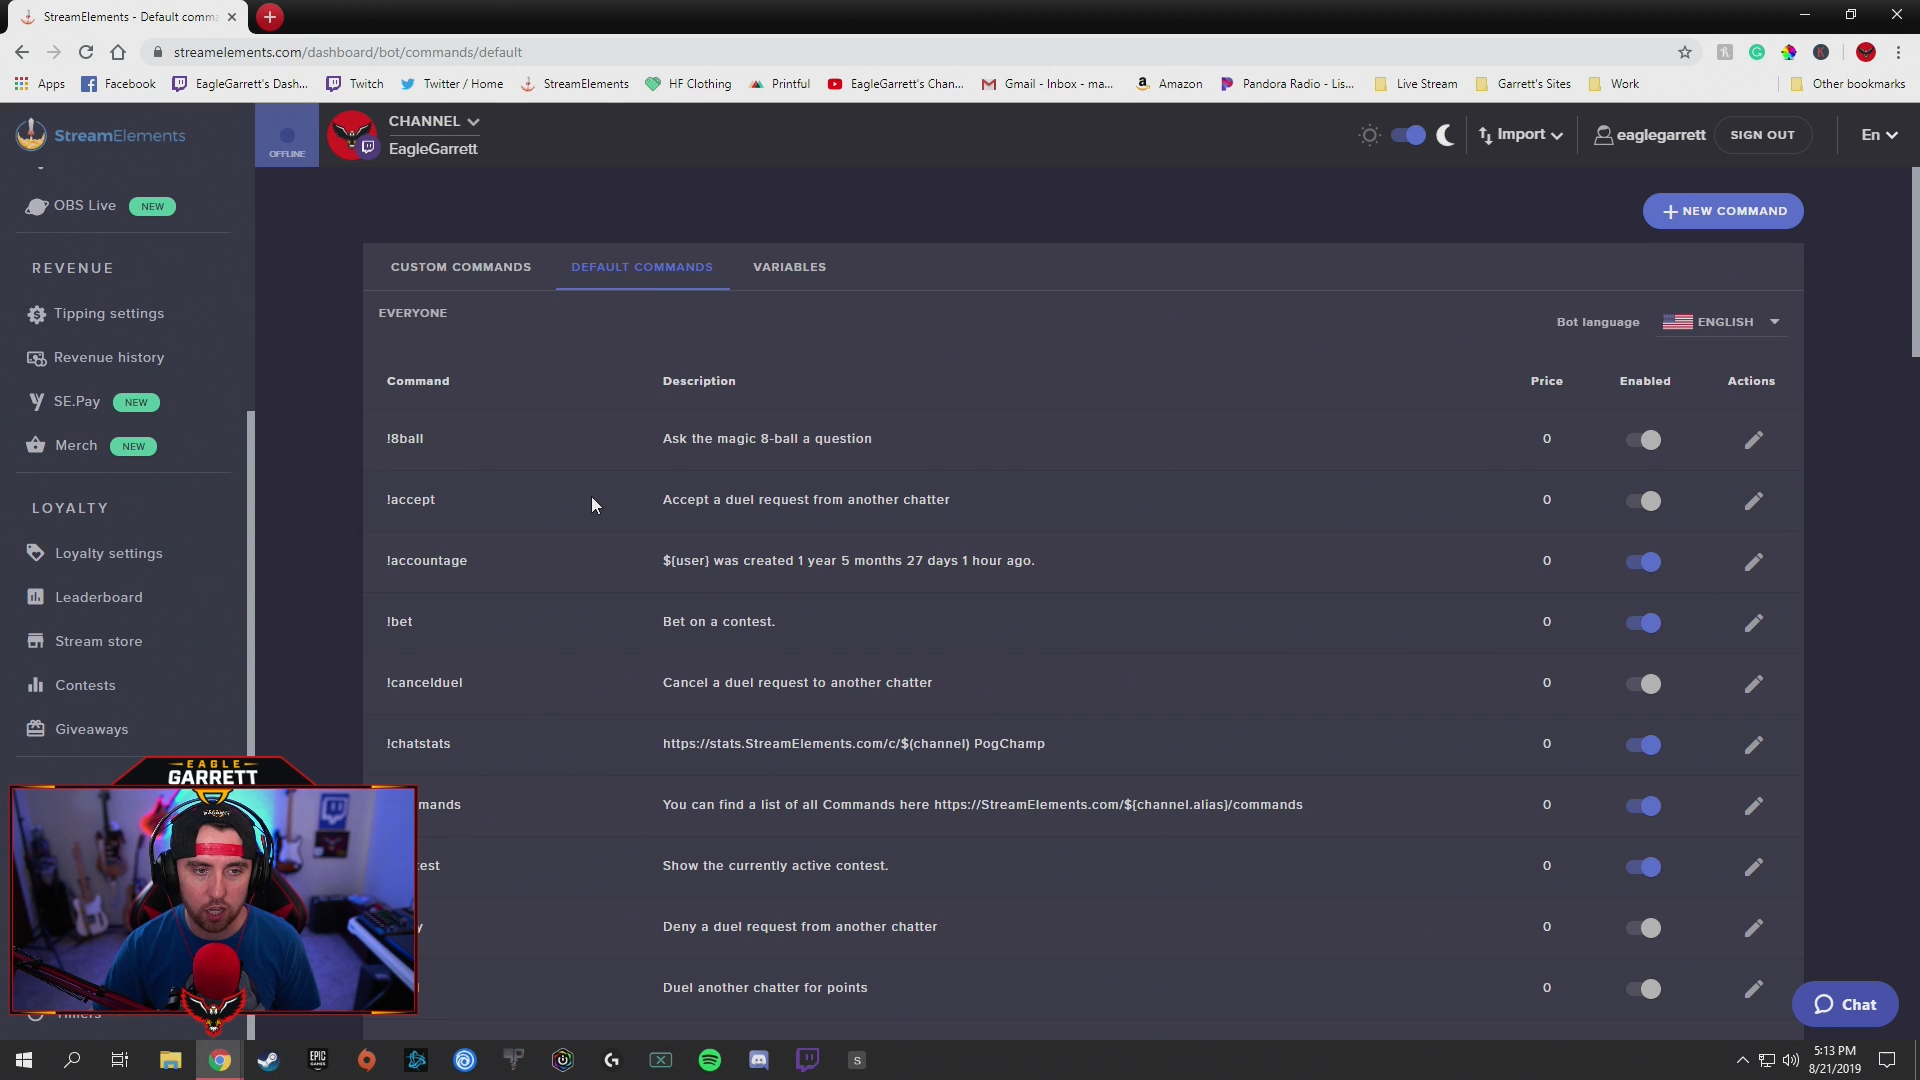 StreamElements - Default comm
streamelements.com/dashboard/bot/commands/default
Apps
Facebook
EagleGarrett's Dash...
Twitch
Twitter / Home
StreamElements
HF Clothing
Printful
EagleGarrett's Chan...
Gmail - Inbox - ma...
Amazon
Pandora Radio - Lis...
Live Stream
Garrett's Sites
Work
Other bookmarks
StreamElements
OFFLINE
CHANNEL
EagleGarrett
Import
eaglegarrett
SIGN OUT
En
OBS Live NEW
REVENUE
Tipping settings
Revenue history
SE.Pay NEW
Merch NEW
LOYALTY
Loyalty settings
Leaderboard
Stream store
Contests
Giveaways
NEW COMMAND
CUSTOM COMMANDS
DEFAULT COMMANDS
VARIABLES
EVERYONE
Bot language ENGLISH
Command Description Price Enabled Actions
!8ball Ask the magic 8-ball a question 0
!accept Accept a duel request from another chatter 0
!accountage ${user} was created 1 year 5 months 27 days 1 hour ago. 0
!bet Bet on a contest. 0
!cancelduel Cancel a duel request to another chatter 0
!chatstats https://stats.StreamElements.com/c/$(channel) PogChamp 0
mands You can find a list of all Commands here https://StreamElements.com/${channel.alias}/commands 0
test Show the currently active contest. 0
y Deny a duel request from another chatter 0
Duel another chatter for points 0
EAGLE
GARRETT
Chat
EPIC
GAMES
5:13 PM
8/21/2019